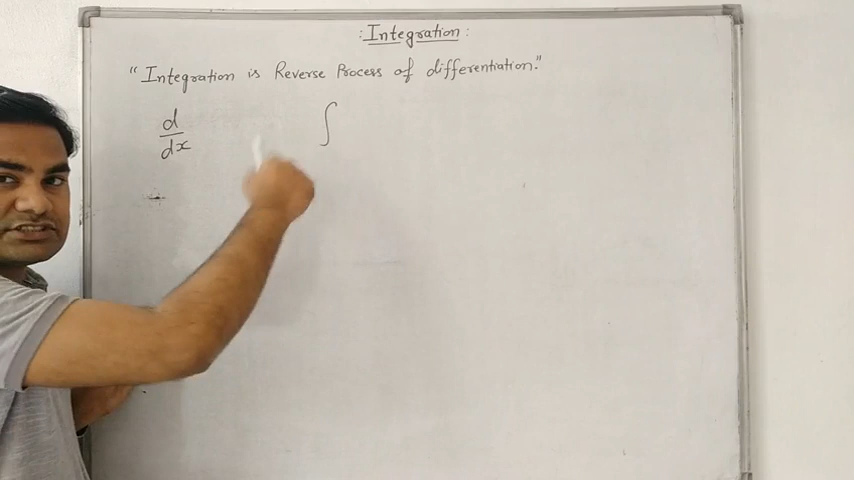 : Integration :
"Integration is Reverse Process of differentiation."
d/dx ∫